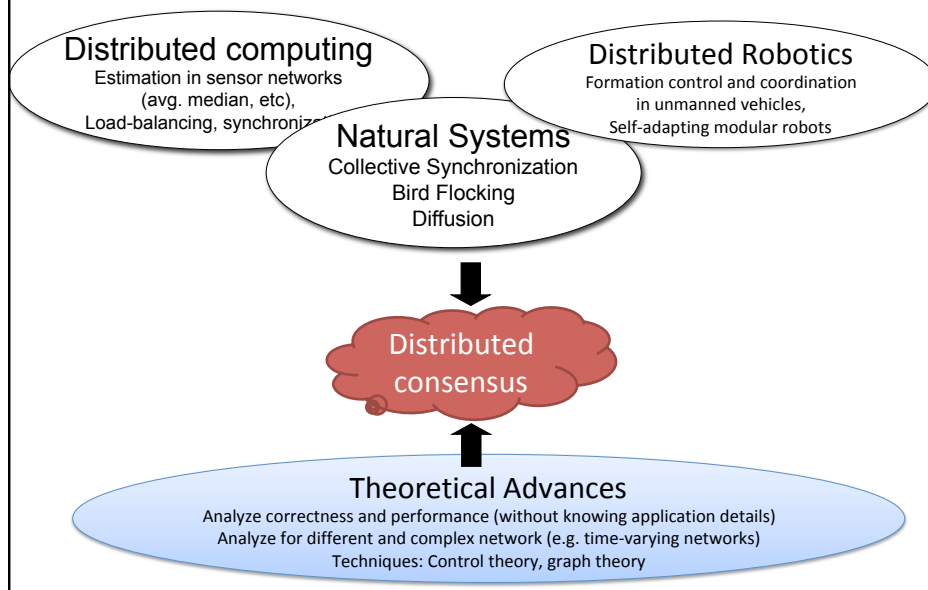 Distributed computing
Estimation in sensor networks
(avg. median, etc),
Load-balancing,
Distributed Robotics
Formation control and coordination
in unmanned vehicles,
Self-adapting modular robots
Natural Systems
Collective Synchronization
Bird Flocking
Diffusion
Distributed
consensus
Theoretical Advances
Analyze correctness and performance (without knowing application details)
Analyze for different and complex network (e.g. time-varying networks)
Techniques: Control theory, graph theory